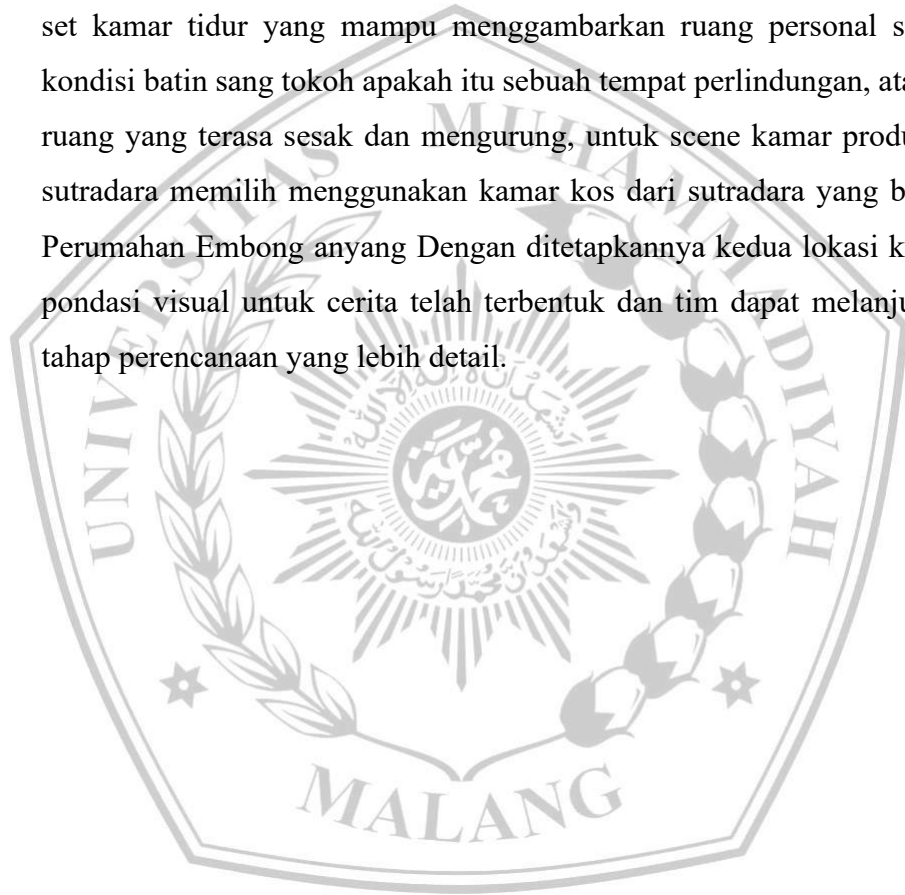 set kamar tidur yang mampu menggambarkan ruang personal s
kondisi batin sang tokoh apakah itu sebuah tempat perlindungan, ata
ruang yang terasa sesak dan mengurung, untuk scene kamar produ
sutradara memilih menggunakan kamar kos dari sutradara yang b
Perumahan Embong anyang Dengan ditetapkannya kedua lokasi k
pondasi visual untuk cerita telah terbentuk dan tim dapat melanju
tahap perencanaan yang lebih detail.
UNIVERSITAS MUHAMMADIYAH
MALANG